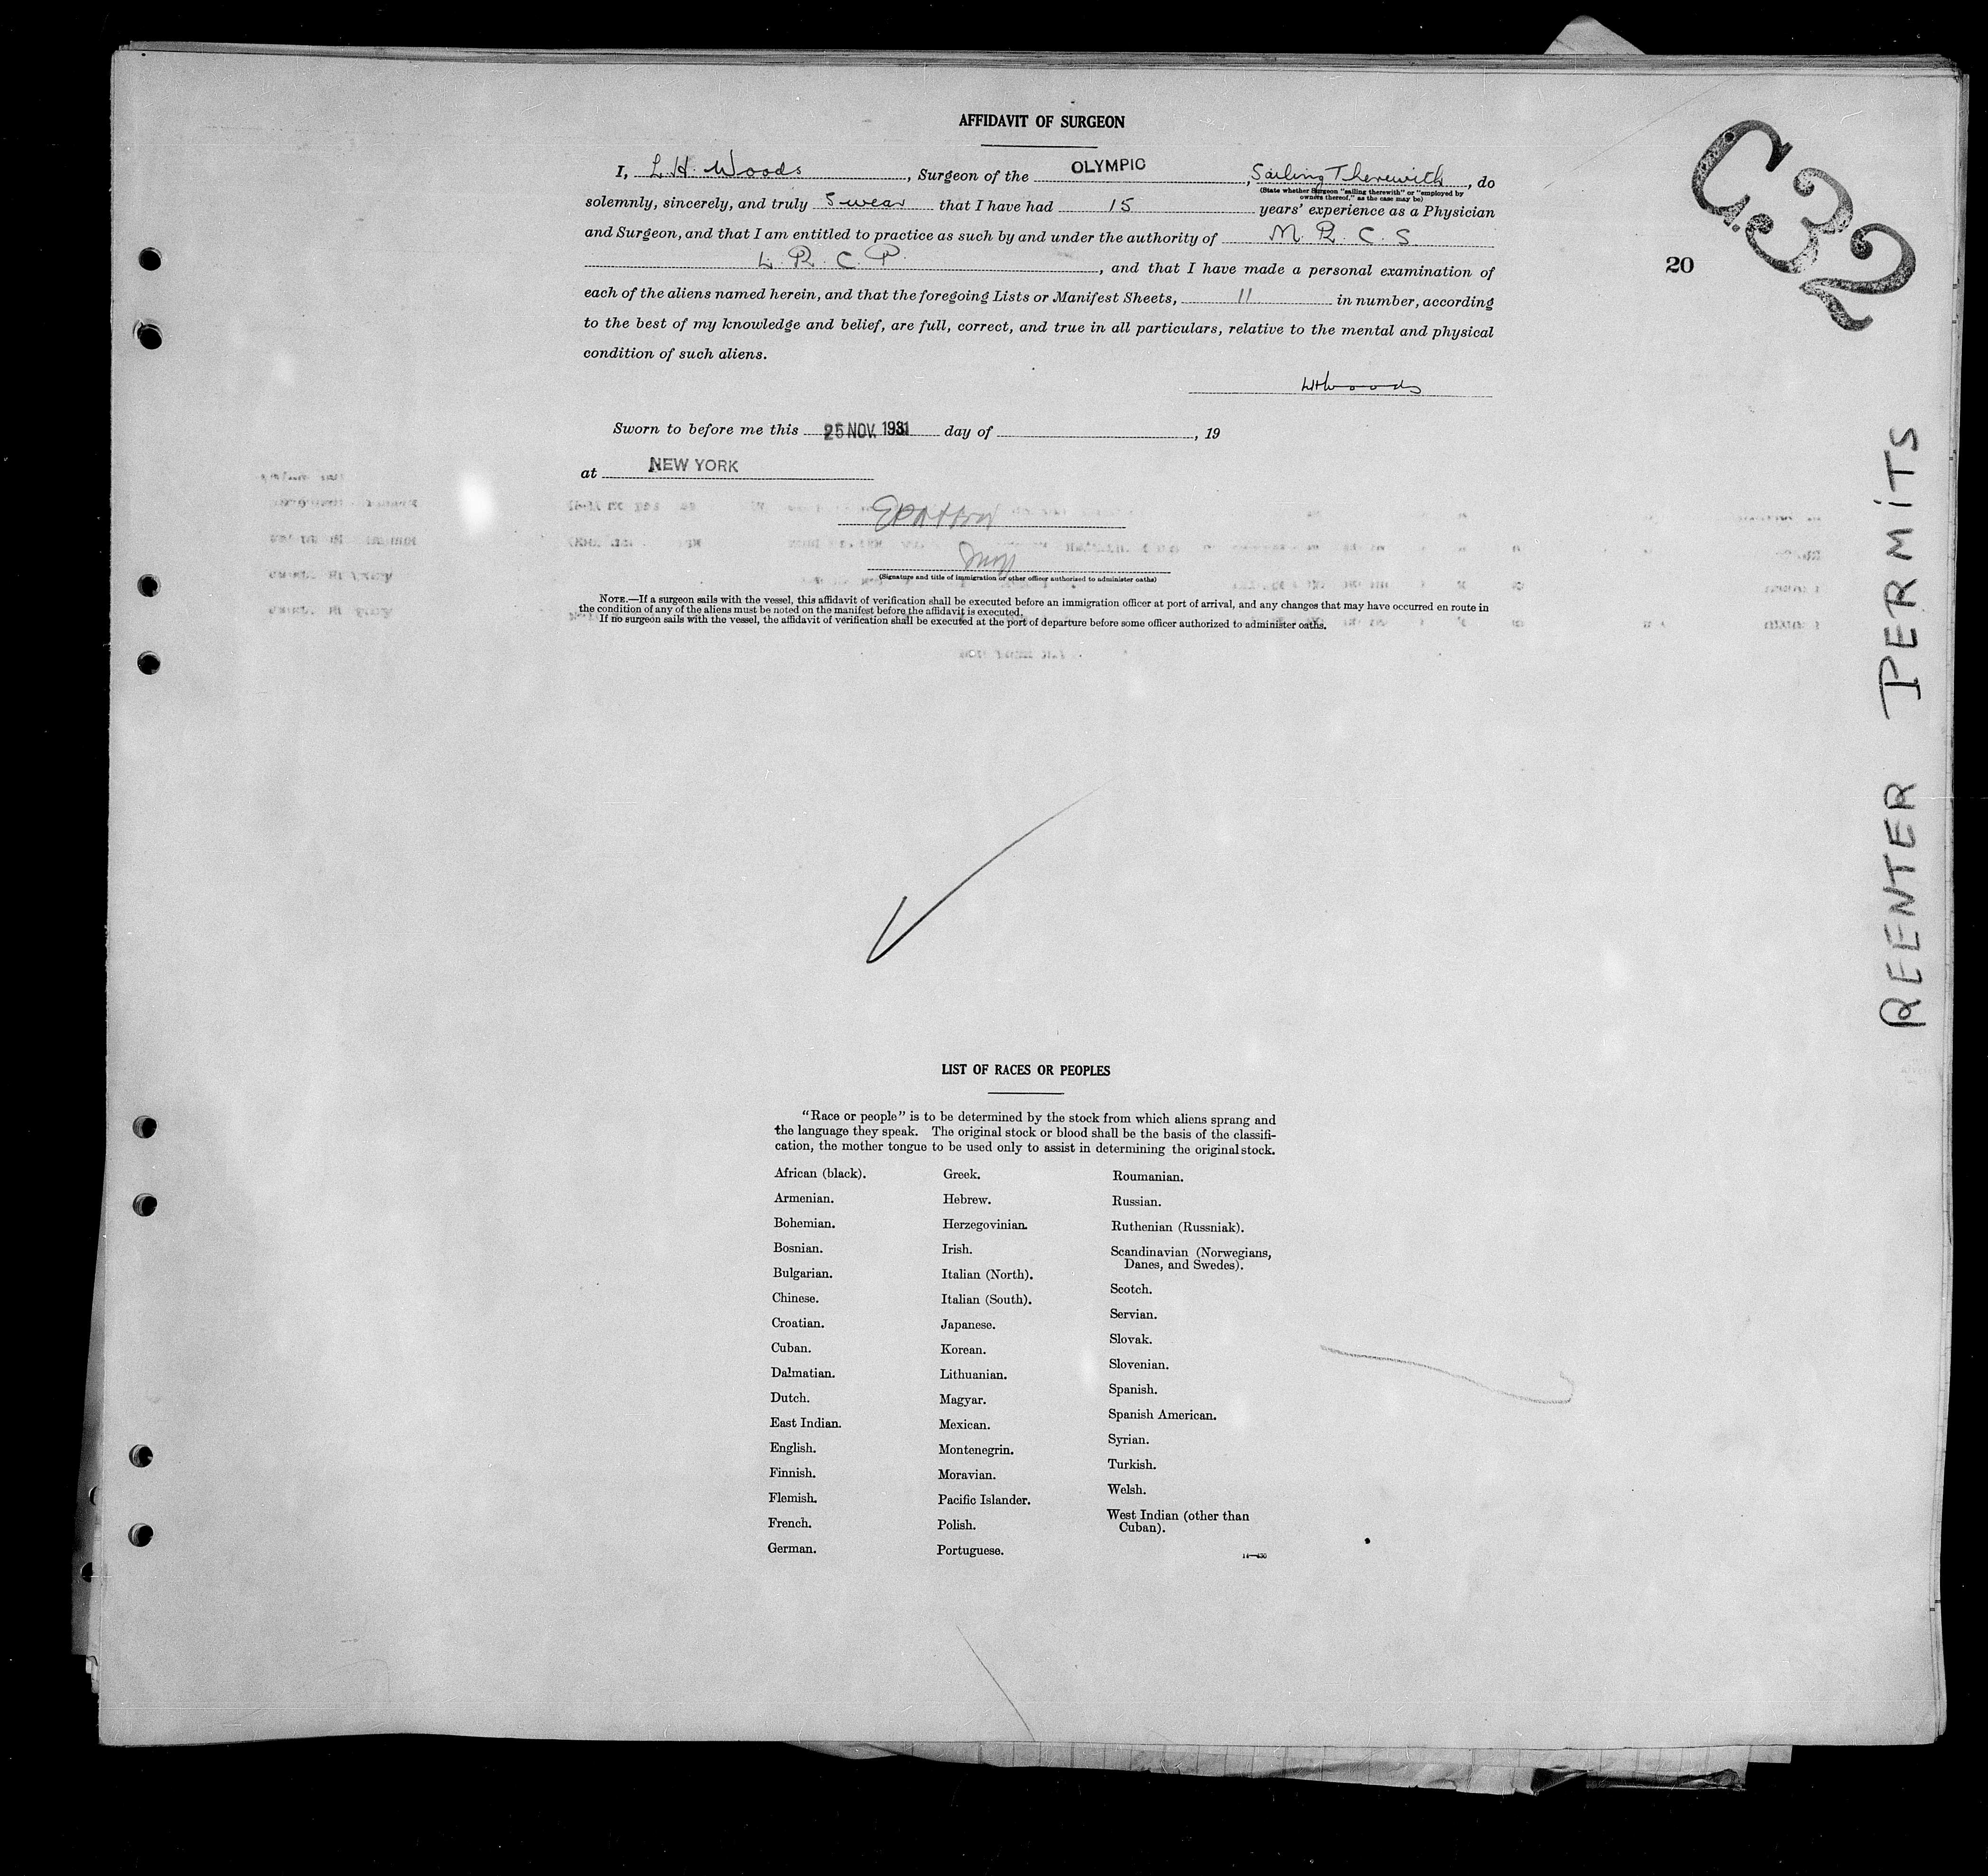 AFFIDAVIT OF SURGEON
I, L. H. Woods, Surgeon of the OLYMPIC, Sailing Therewith, do
(State whether Surgeon "sailing therewith" or "employed by
owners thereof," as the case may be)
solemnly, sincerely, and truly Swear that I have had 15 years' experience as a Physician
and Surgeon, and that I am entitled to practice as such by and under the authority of M. R. C. S
L. R. C. P., and that I have made a personal examination of
each of the aliens named herein, and that the foregoing Lists or Manifest Sheets, 11 in number, according
to the best of my knowledge and belief, are full, correct, and true in all particulars, relative to the mental and physical
condition of such aliens.
LHWoods
Sworn to before me this 25 NOV. 1931 day of , 19
at NEW YORK
(Signature and title of immigration or other officer authorized to administer oaths)
NOTE.—If a surgeon sails with the vessel, this affidavit of verification shall be executed before an immigration officer at port of arrival, and any changes that may have occurred en route in
the condition of any of the aliens must be noted on the manifest before the affidavit is executed.
If no surgeon sails with the vessel, the affidavit of verification shall be executed at the port of departure before some officer authorized to administer oaths.
20
C.32
REENTER PERMITS
LIST OF RACES OR PEOPLES
"Race or people" is to be determined by the stock from which aliens sprang and
the language they speak. The original stock or blood shall be the basis of the classifi-
cation, the mother tongue to be used only to assist in determining the original stock.
African (black).
Armenian.
Bohemian.
Bosnian.
Bulgarian.
Chinese.
Croatian.
Cuban.
Dalmatian.
Dutch.
East Indian.
English.
Finnish.
Flemish.
French.
German.
Greek.
Hebrew.
Herzegovinian.
Irish.
Italian (North).
Italian (South).
Japanese.
Korean.
Lithuanian.
Magyar.
Mexican.
Montenegrin.
Moravian.
Pacific Islander.
Polish.
Portuguese.
Roumanian.
Russian.
Ruthenian (Russniak).
Scandinavian (Norwegians,
Danes, and Swedes).
Scotch.
Servian.
Slovak.
Slovenian.
Spanish.
Spanish American.
Syrian.
Turkish.
Welsh.
West Indian (other than
Cuban).